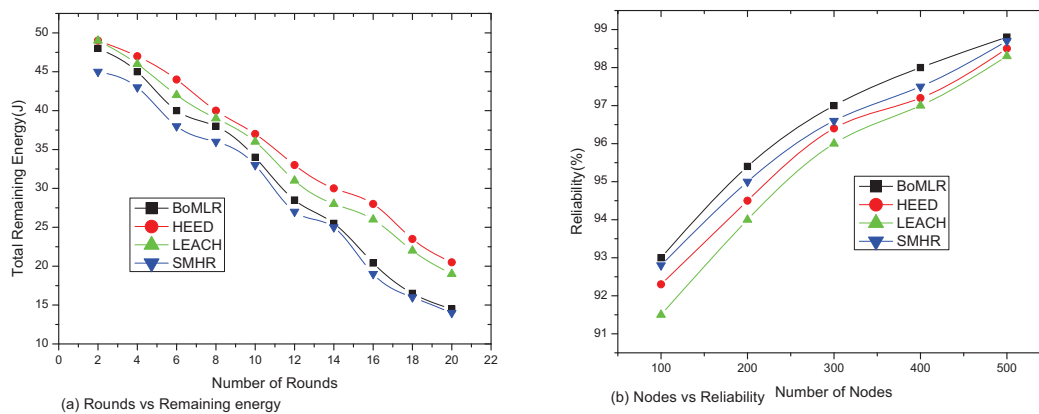 50
45
40
35
30
25
20
15
10
Total Remaining Energy(J)
BoMLR
HEED
LEACH
SMHR
0 2 4 6 8 10 12 14 16 18 20 22
Number of Rounds
(a) Rounds vs Remaining energy
99
98
97
96
95
94
93
92
91
Reliability(%)
BoMLR
HEED
LEACH
SMHR
100 200 300 400 500
(b) Nodes vs Reliability Number of Nodes